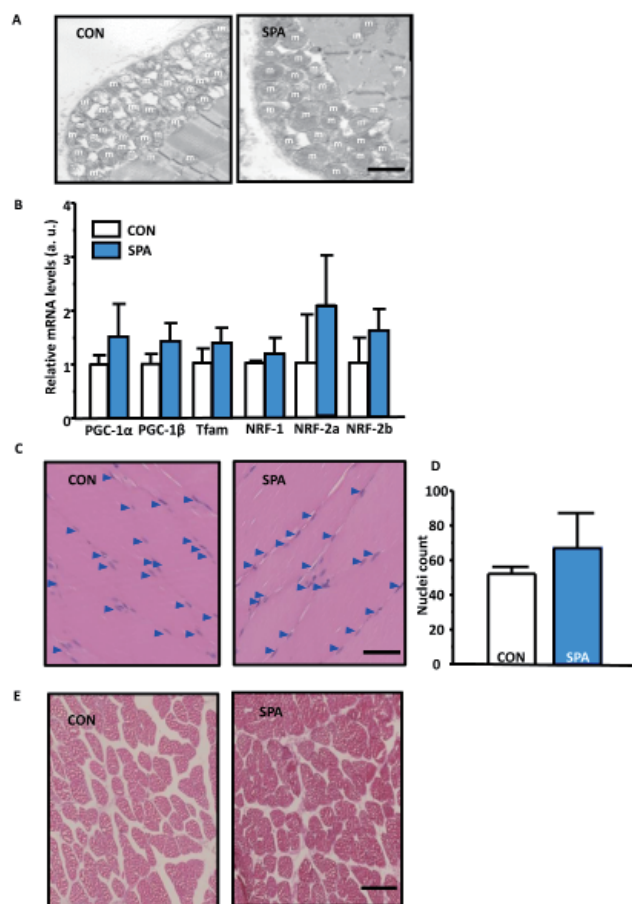 A
CON
SPA
m m m m m m m m m m m m m m m m m m m m
B
Relative mRNA levels (a. u.)
4
3
2
1
0
CON
SPA
PGC-1α PGC-1β Tfam NRF-1 NRF-2a NRF-2b
C
CON
SPA
D
Nuclei count
100
80
60
40
20
0
CON
SPA
E
CON
SPA